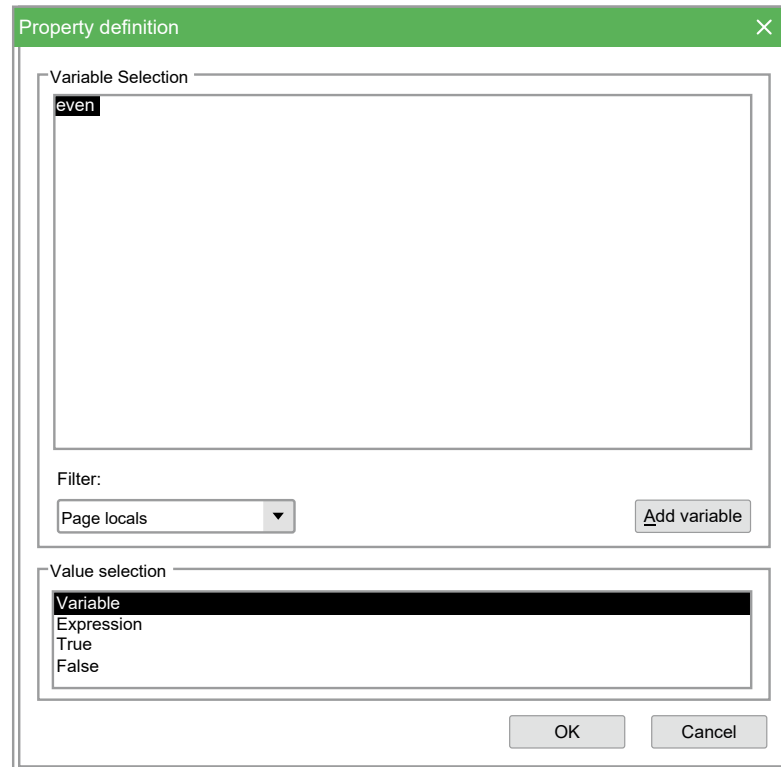 Property definition
Variable Selection
even
Filter:
Page locals
Add variable
Value selection
Variable
Expression
True
False
OK
Cancel